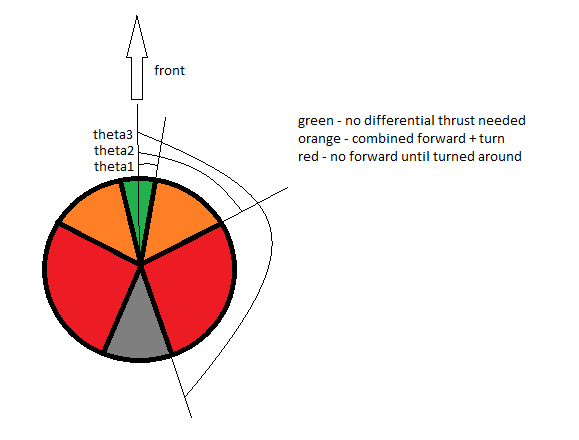 front
green - no differential thrust needed
orange - combined forward + turn
red - no forward until turned around
theta3
theta2
theta1